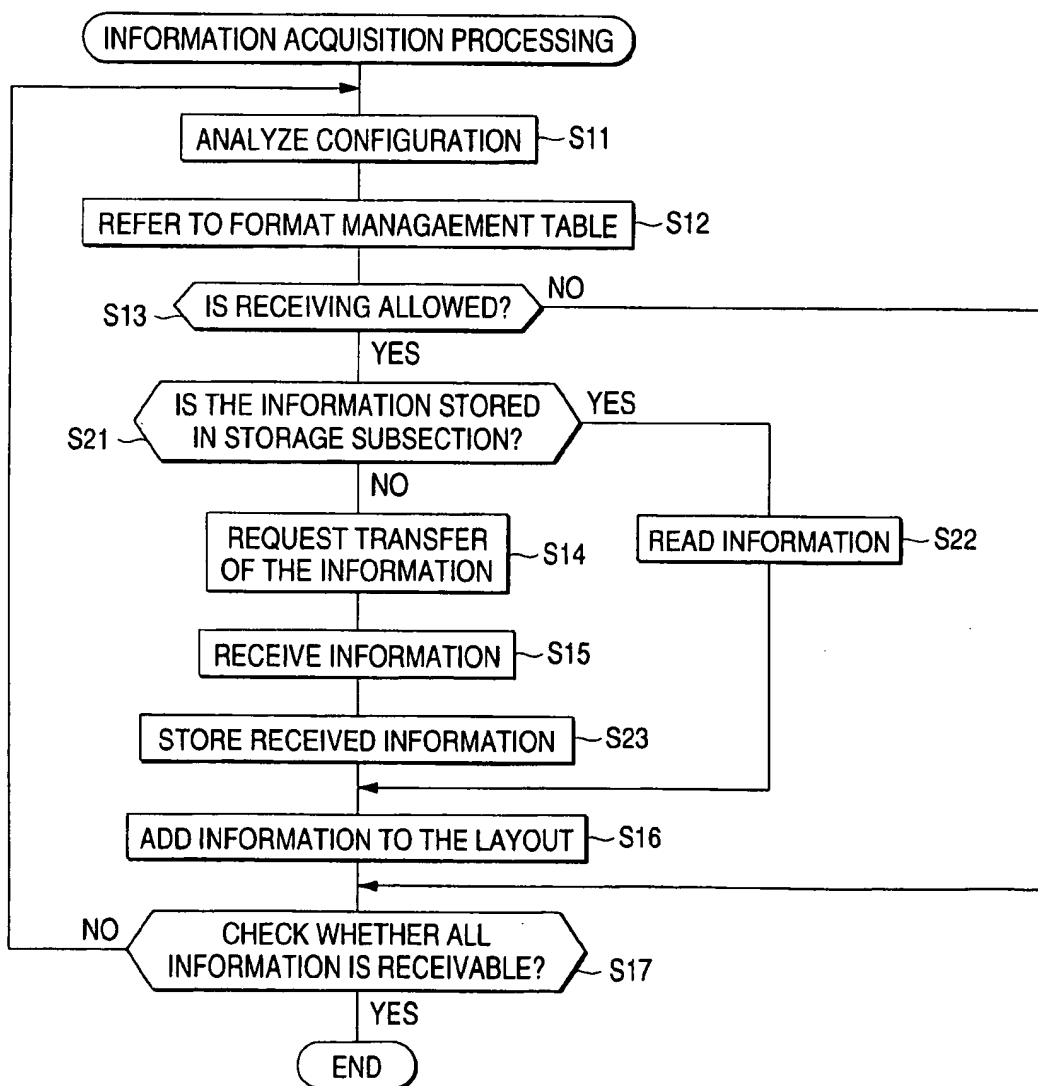 INFORMATION ACQUISITION PROCESSING
ANALYZE CONFIGURATION
S11
REFER TO FORMAT MANAGAEMENT TABLE
S12
IS RECEIVING ALLOWED?
NO
S13
YES
IS THE INFORMATION STORED
IN STORAGE SUBSECTION?
YES
S21
NO
REQUEST TRANSFER
OF THE INFORMATION
S14
READ INFORMATION
S22
RECEIVE INFORMATION
S15
STORE RECEIVED INFORMATION
S23
ADD INFORMATION TO THE LAYOUT
S16
NO
CHECK WHETHER ALL
INFORMATION IS RECEIVABLE?
S17
YES
END